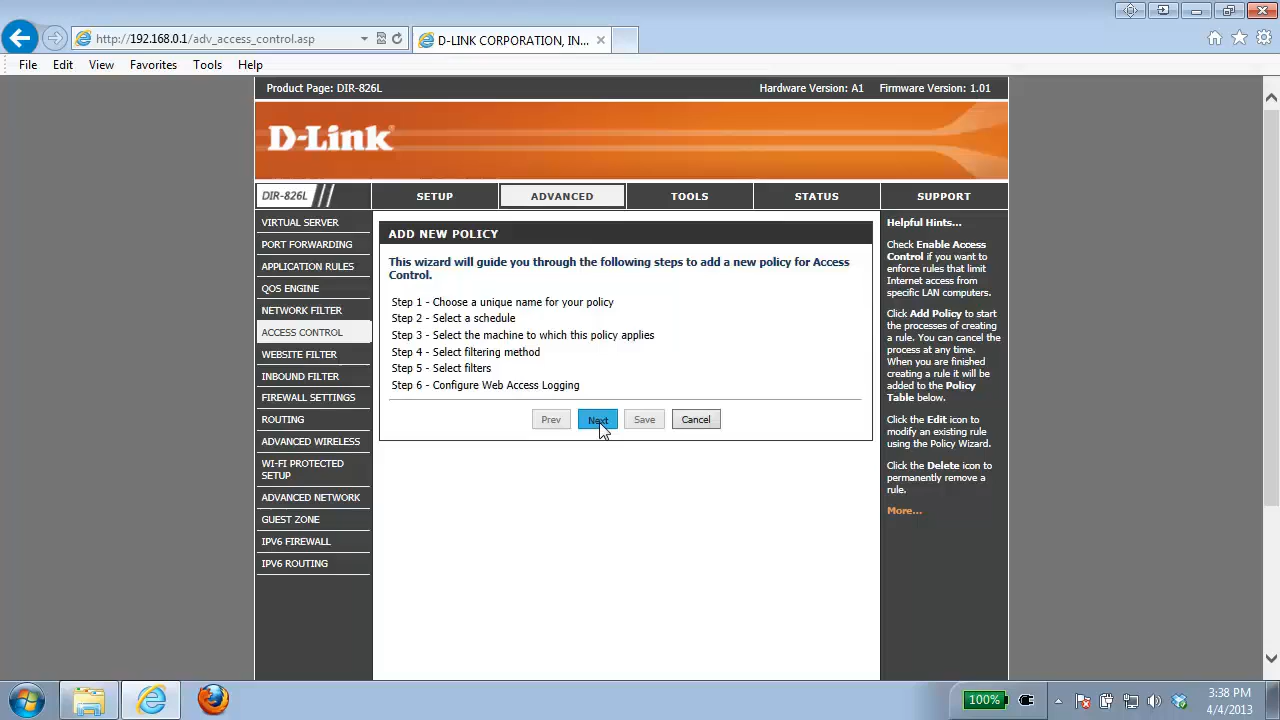 http://192.168.0.1/adv_access_control.asp
D-LINK CORPORATION, IN...
File Edit View Favorites Tools Help
Product Page: DIR-826L
Hardware Version: A1 Firmware Version: 1.01
D-Link
DIR-826L
SETUP
ADVANCED
TOOLS
STATUS
SUPPORT
VIRTUAL SERVER
PORT FORWARDING
APPLICATION RULES
QOS ENGINE
NETWORK FILTER
ACCESS CONTROL
WEBSITE FILTER
INBOUND FILTER
FIREWALL SETTINGS
ROUTING
ADVANCED WIRELESS
WI-FI PROTECTED
SETUP
ADVANCED NETWORK
GUEST ZONE
IPV6 FIREWALL
IPV6 ROUTING
ADD NEW POLICY
This wizard will guide you through the following steps to add a new policy for Access
Control.
Step 1 - Choose a unique name for your policy
Step 2 - Select a schedule
Step 3 - Select the machine to which this policy applies
Step 4 - Select filtering method
Step 5 - Select filters
Step 6 - Configure Web Access Logging
Prev Next Save Cancel
Helpful Hints...
Check Enable Access
Control if you want to
enforce rules that limit
Internet access from
specific LAN computers.
Click Add Policy to start
the processes of creating
a rule. You can cancel the
process at any time.
When you are finished
creating a rule it will be
added to the Policy
Table below.
Click the Edit icon to
modify an existing rule
using the Policy Wizard.
Click the Delete icon to
permanently remove a
rule.
More...
100%
3:38 PM
4/4/2013